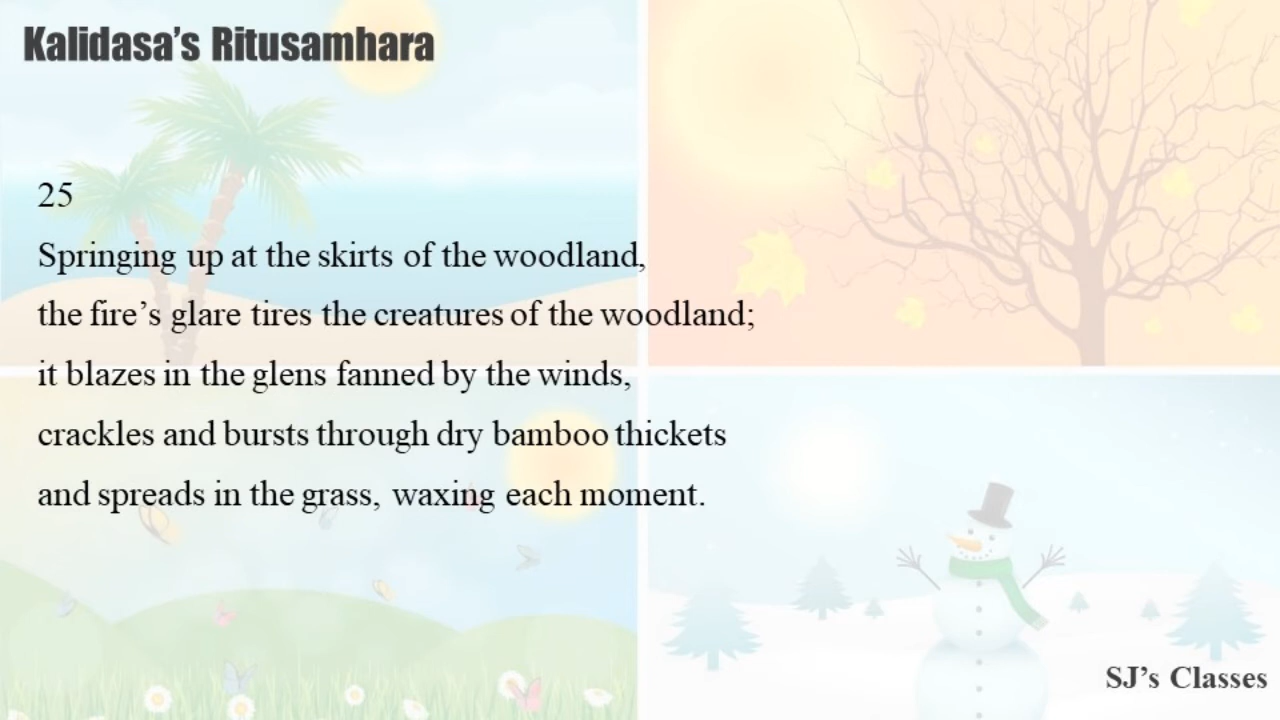 Kalidasa’s Ritusamhara
25
Springing up at the skirts of the woodland,
the fire’s glare tires the creatures of the woodland;
it blazes in the glens fanned by the winds,
crackles and bursts through dry bamboo thickets
and spreads in the grass, waxing each moment.
SJ’s Classes